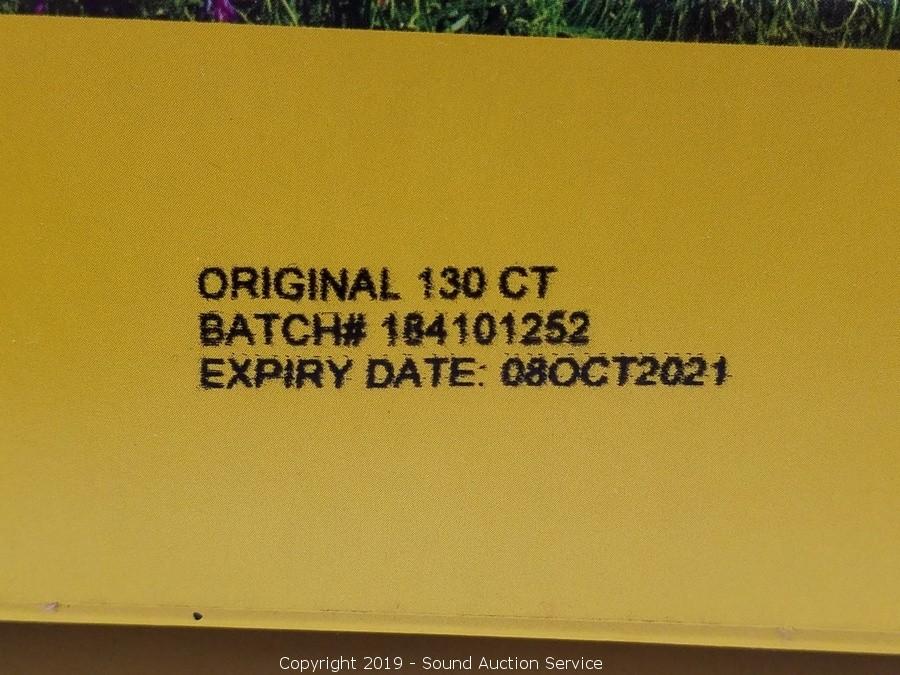 ORIGINAL 130 CT
BATCH# 184101252
EXPIRY DATE: 08OCT2021
Copyright 2019 - Sound Auction Service